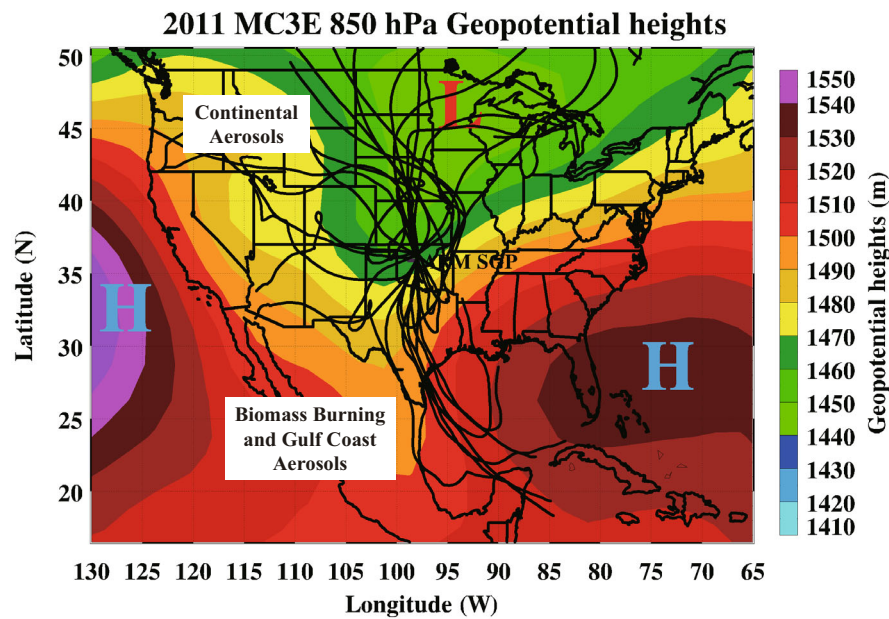 2011 MC3E 850 hPa Geopotential heights
50
45
40
35
30
25
20
Latitude (N)
Continental
Aerosols
L
ARM SGP
H
H
Biomass Burning
and Gulf Coast
Aerosols
130 125 120 115 110 105 100 95 90 85 80 75 70 65
Longitude (W)
1550
1540
1530
1520
1510
1500
1490
1480
1470
1460
1450
1440
1430
1420
1410
Geopotential heights (m)